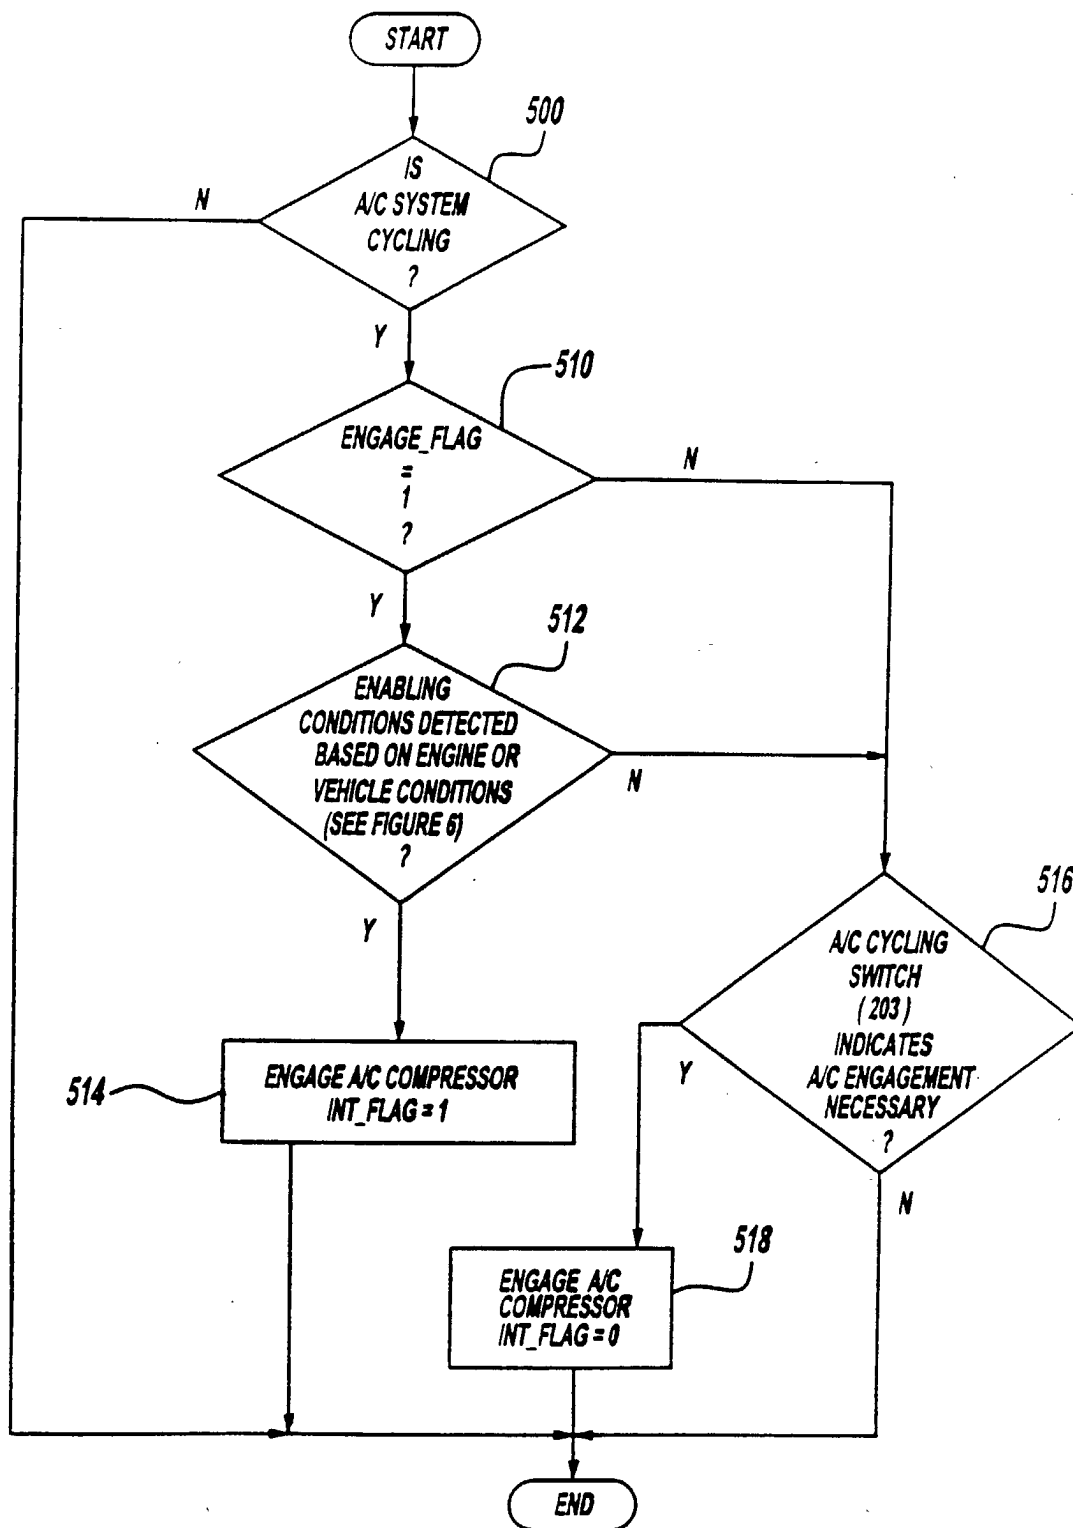 START
500
IS
A/C SYSTEM
CYCLING
?
N
Y
510
ENGAGE_FLAG
=
1
?
N
Y
512
ENABLING
CONDITIONS DETECTED
BASED ON ENGINE OR
VEHICLE CONDITIONS
(SEE FIGURE 6)
?
N
Y
516
A/C CYCLING
SWITCH
( 203 )
INDICATES
A/C ENGAGEMENT
NECESSARY
?
Y
N
514
ENGAGE A/C COMPRESSOR
INT_FLAG = 1
518
ENGAGE A/C
COMPRESSOR
INT_FLAG = 0
END